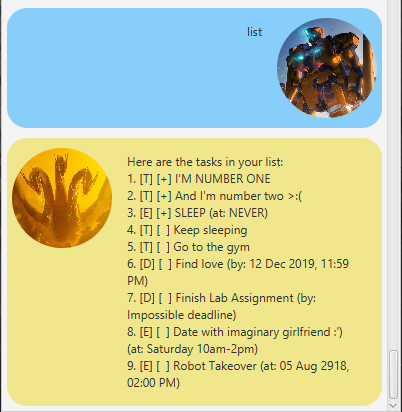 list
Here are the tasks in your list:
1. [T] [+] I'M NUMBER ONE
2. [T] [+] And I'm number two >:(
3. [E] [+] SLEEP (at: NEVER)
4. [T] [ ] Keep sleeping
5. [T] [ ] Go to the gym
6. [D] [ ] Find love (by: 12 Dec 2019, 11:59
PM)
7. [D] [ ] Finish Lab Assignment (by:
Impossible deadline)
8. [E] [ ] Date with imaginary girlfriend :')
(at: Saturday 10am-2pm)
9. [E] [ ] Robot Takeover (at: 05 Aug 2918,
02:00 PM)